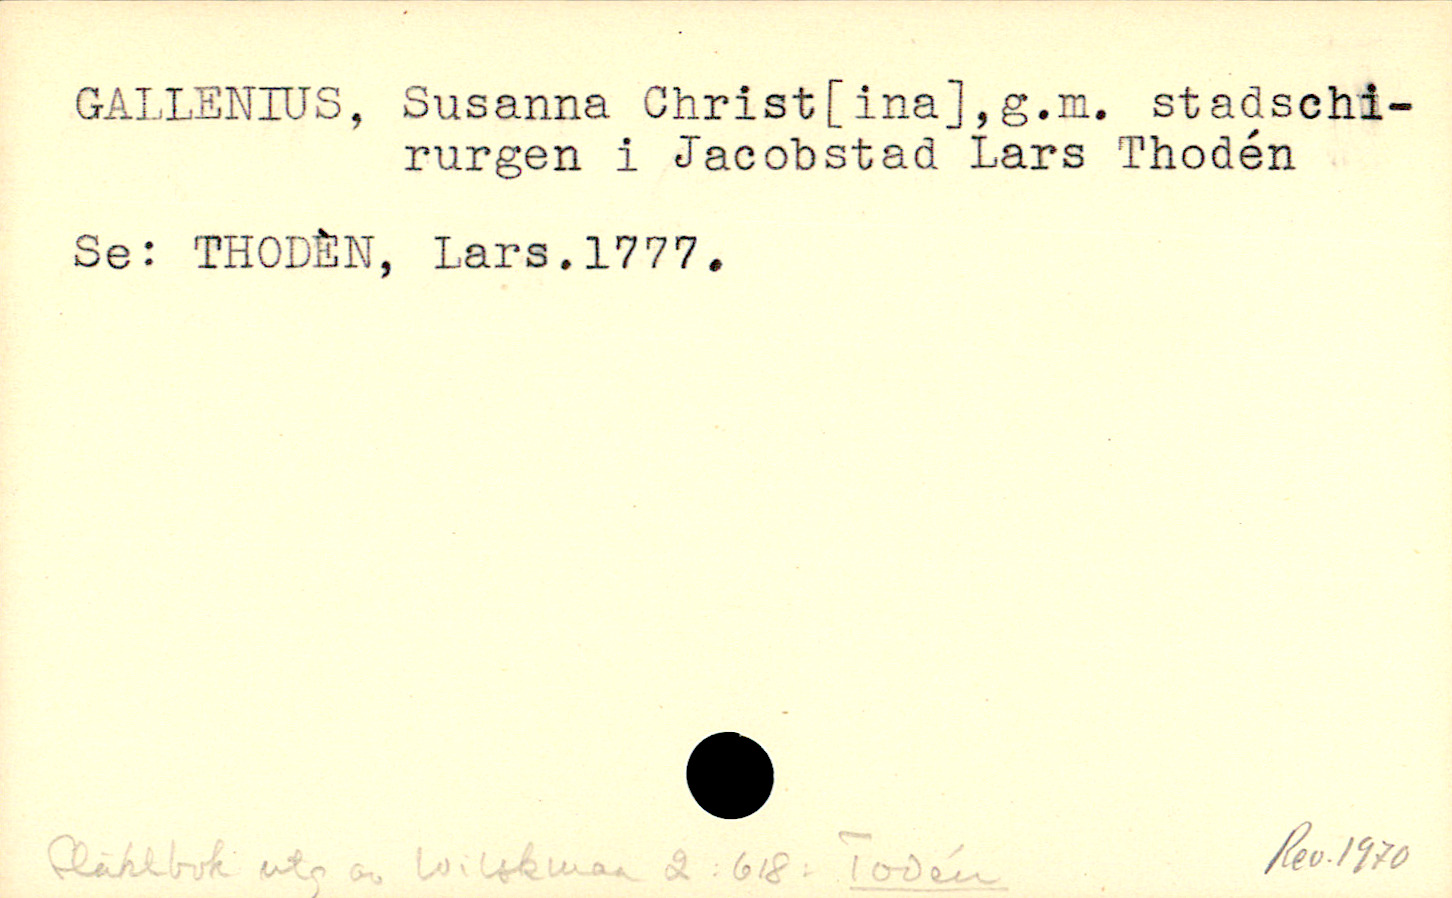 GALLENIUS, Susanna Christ[ina],g.m. stadschi-
rurgen i Jacobstad Lars Thodén
Se: THODÈN, Lars.1777.
Släktbok utg av Wilskman 2:618: Todén
Rev.1970